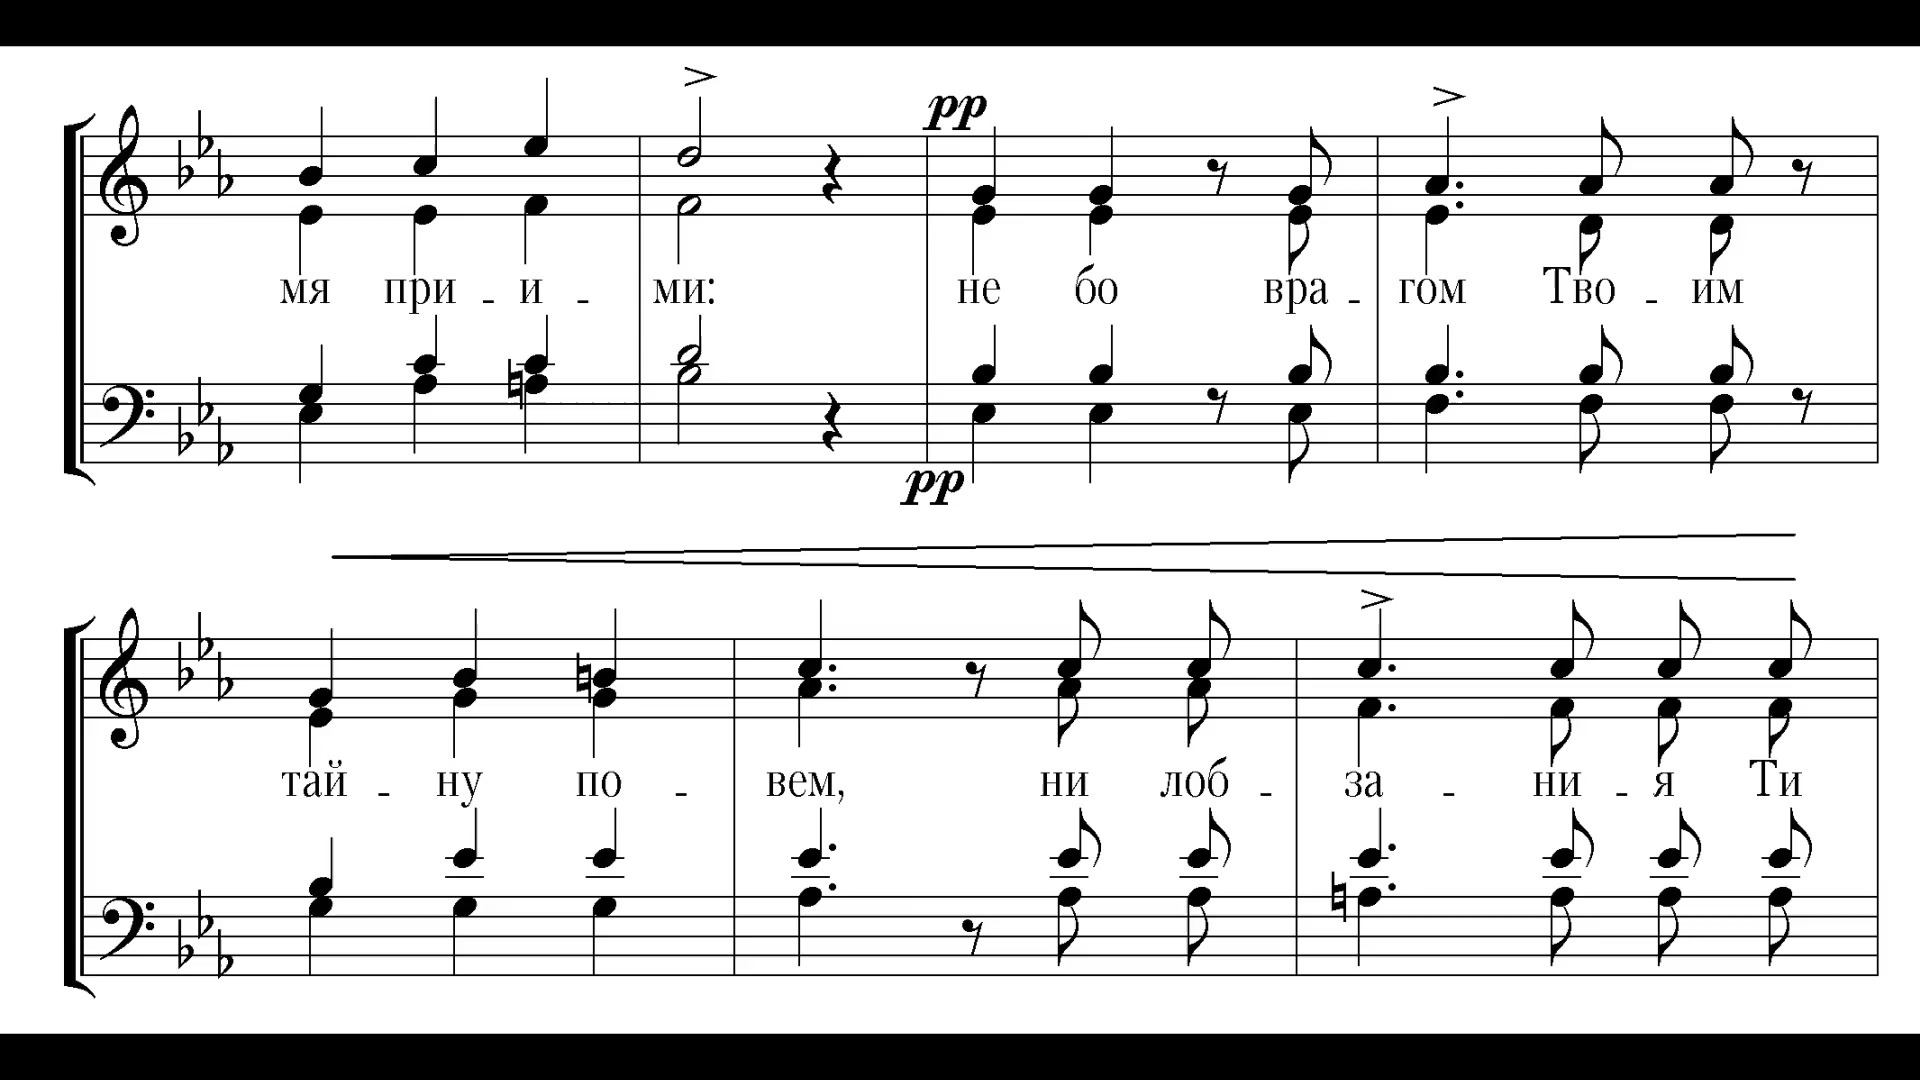 pp
мя при - и - ми: не бо вра - гом Тво - им
pp
тай - ну по - вем, ни лоб - за - ни - я Ти